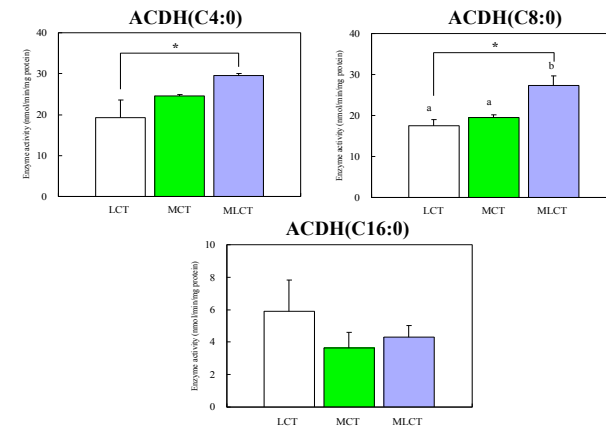 ACDH(C4:0)
Enzyme activity (nmol/min/mg protein)
40
30
20
10
0
*
LCT MCT MLCT
ACDH(C8:0)
Enzyme activity (nmol/min/mg protein)
40
30
20
10
0
*
a a b
LCT MCT MLCT
ACDH(C16:0)
Enzyme activity (nmol/min/mg protein)
10
8
6
4
2
0
LCT MCT MLCT